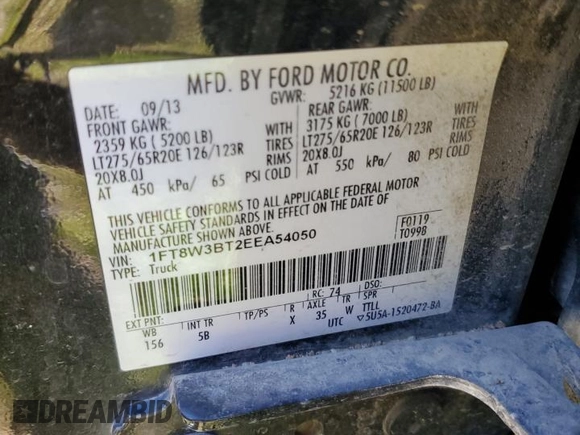 MFD. BY FORD MOTOR CO.
DATE: 09/13
GVWR: 5216 KG (11500 LB)
FRONT GAWR:
REAR GAWR:
2359 KG ( 5200 LB)
3175 KG ( 7000 LB)
LT275/65R20E 126/123R TIRES
LT275/65R20E 126/123R TIRES
20X8.0J RIMS
20X8.0J RIMS
AT 450 kPa/ 65 PSI COLD
AT 550 kPa/ 80 PSI COLD
THIS VEHICLE CONFORMS TO ALL APPLICABLE FEDERAL MOTOR
VEHICLE SAFETY STANDARDS IN EFFECT ON THE DATE OF
MANUFACTURE SHOWN ABOVE.
VIN: 1FT8W3BT2EEA54050
TYPE: Truck
F0119
T0998
EXT PNT: RC: 74 DSO:
WB INT TR TP/PS R AXLE TR SPR
156 5B X 35 W TTLL
UTC ▽5U5A-1520472-BA
DREAMBID